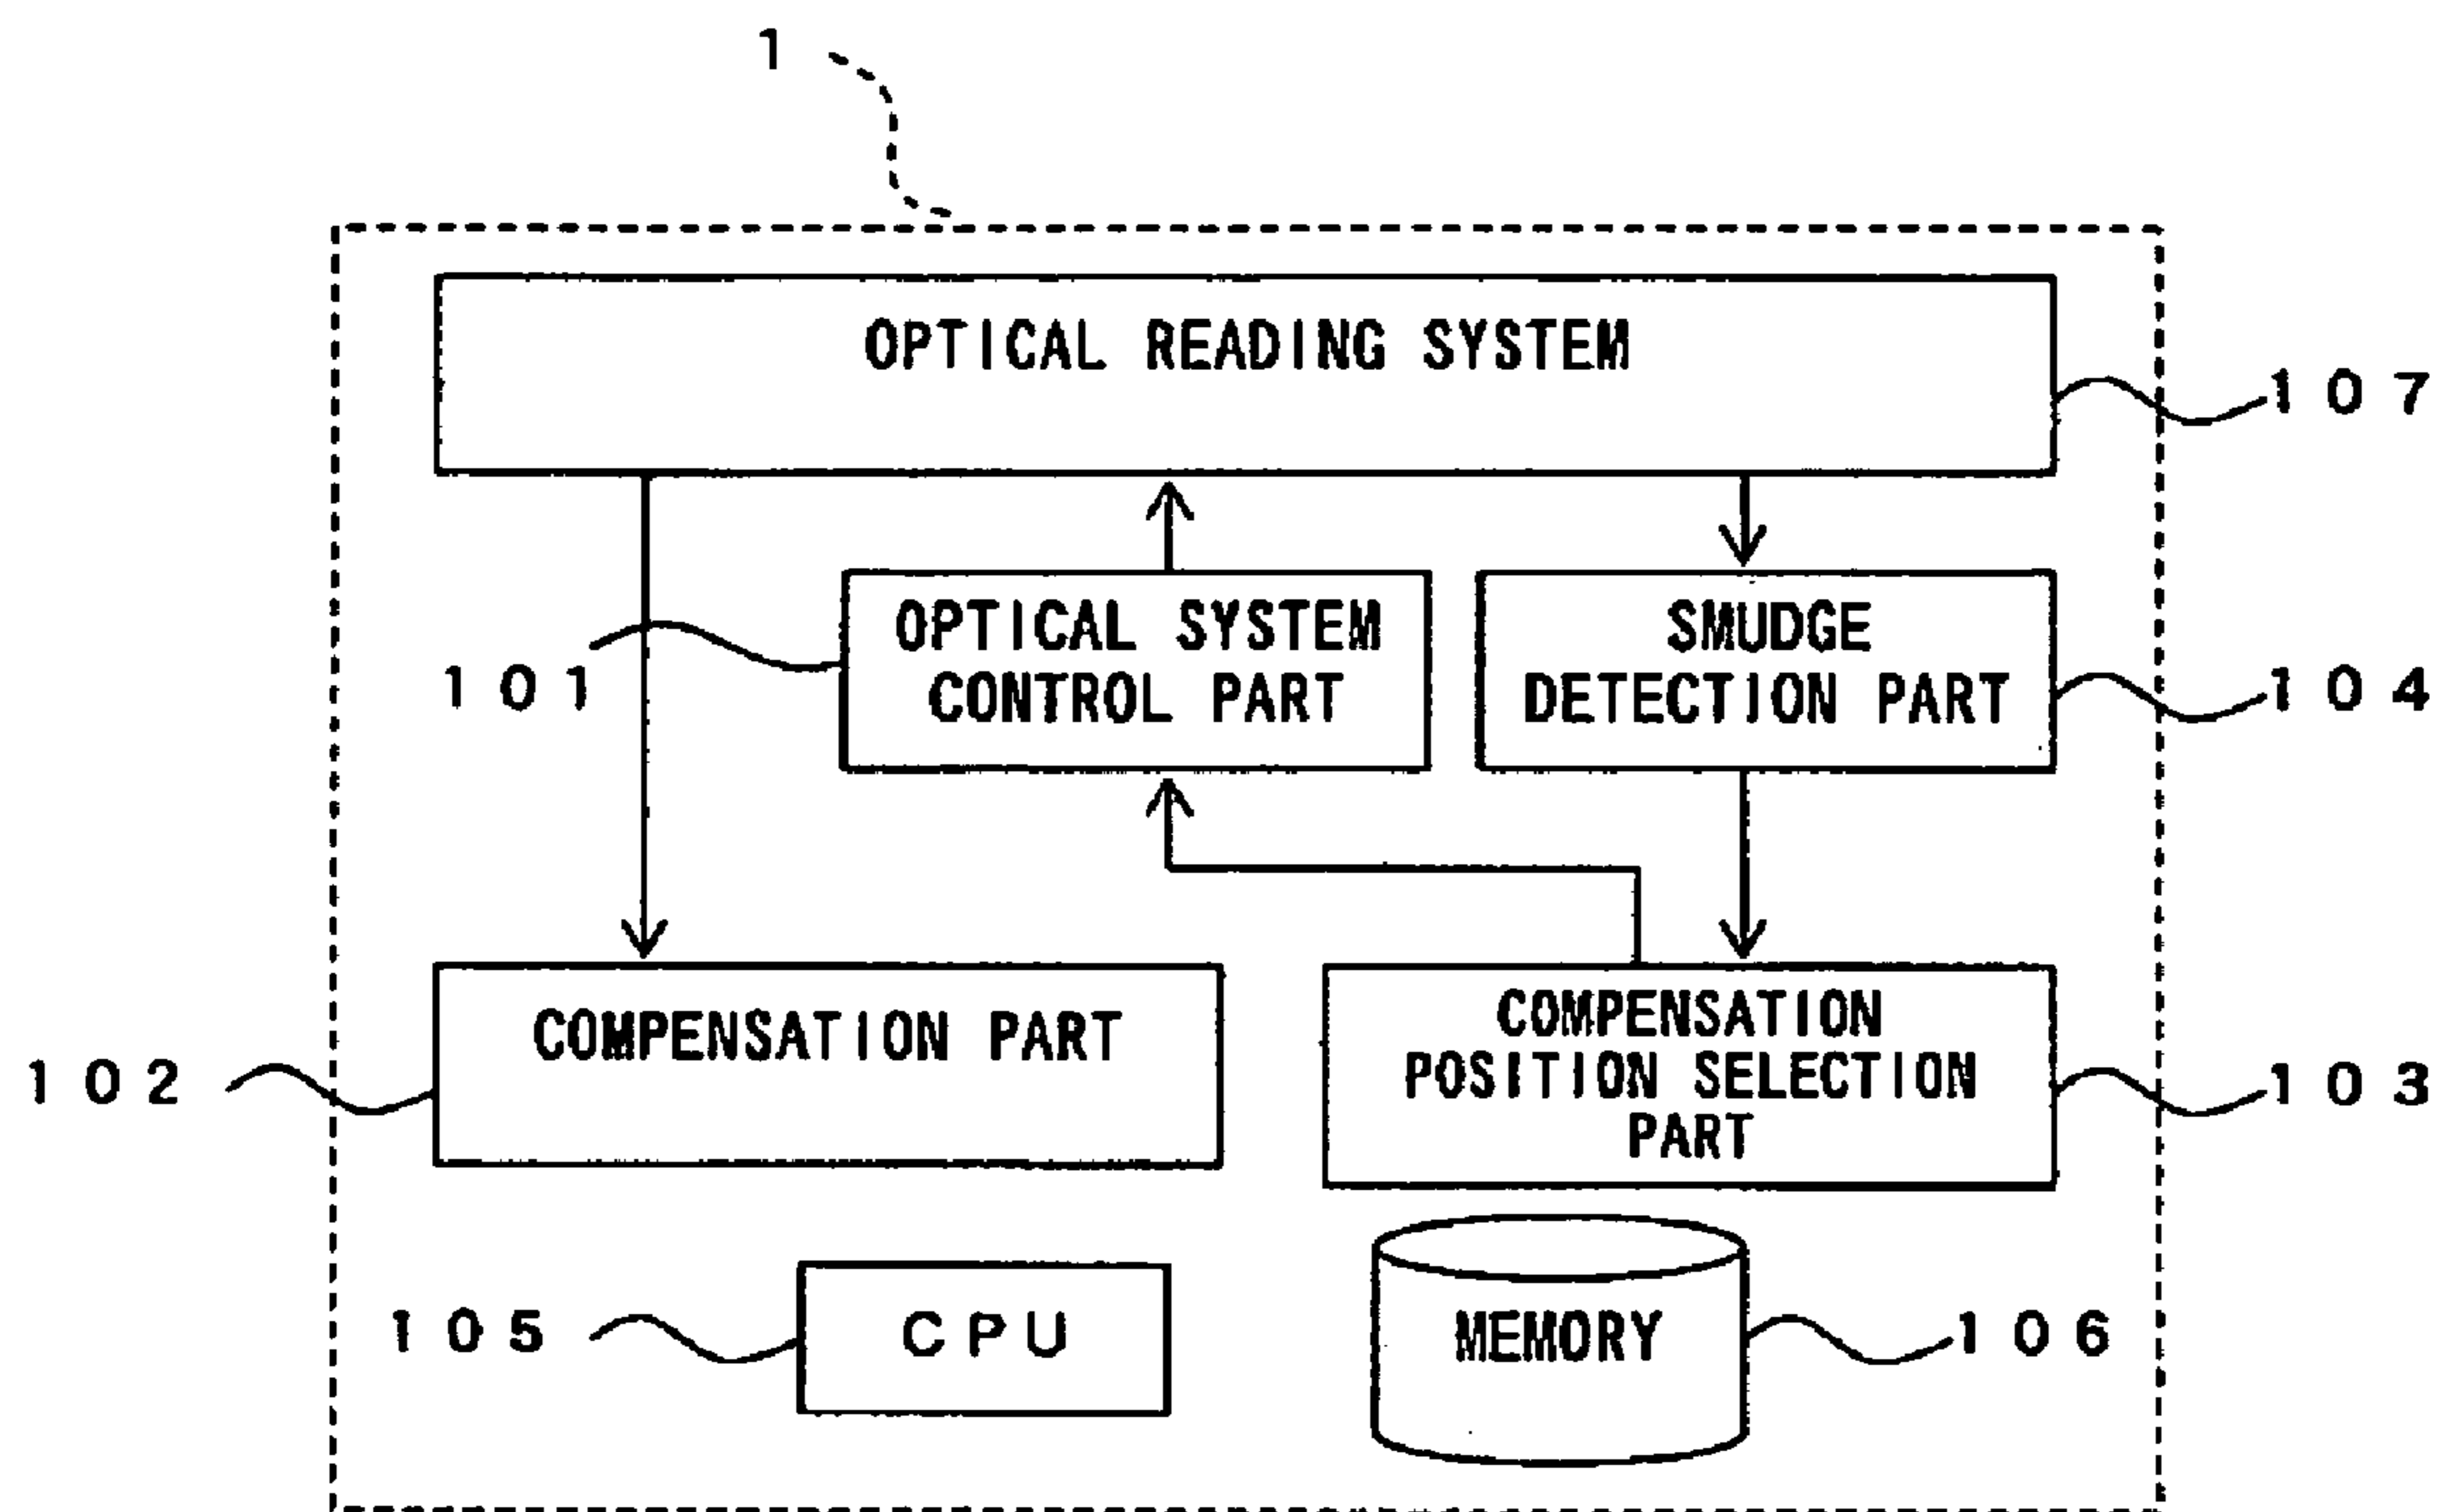 1
OPTICAL READING SYSTEM
107
OPTICAL SYSTEM
CONTROL PART
101
SMUDGE
DETECTION PART
104
COMPENSATION PART
102
COMPENSATION
POSITION SELECTION
PART
103
105
CPU
MEMORY
106